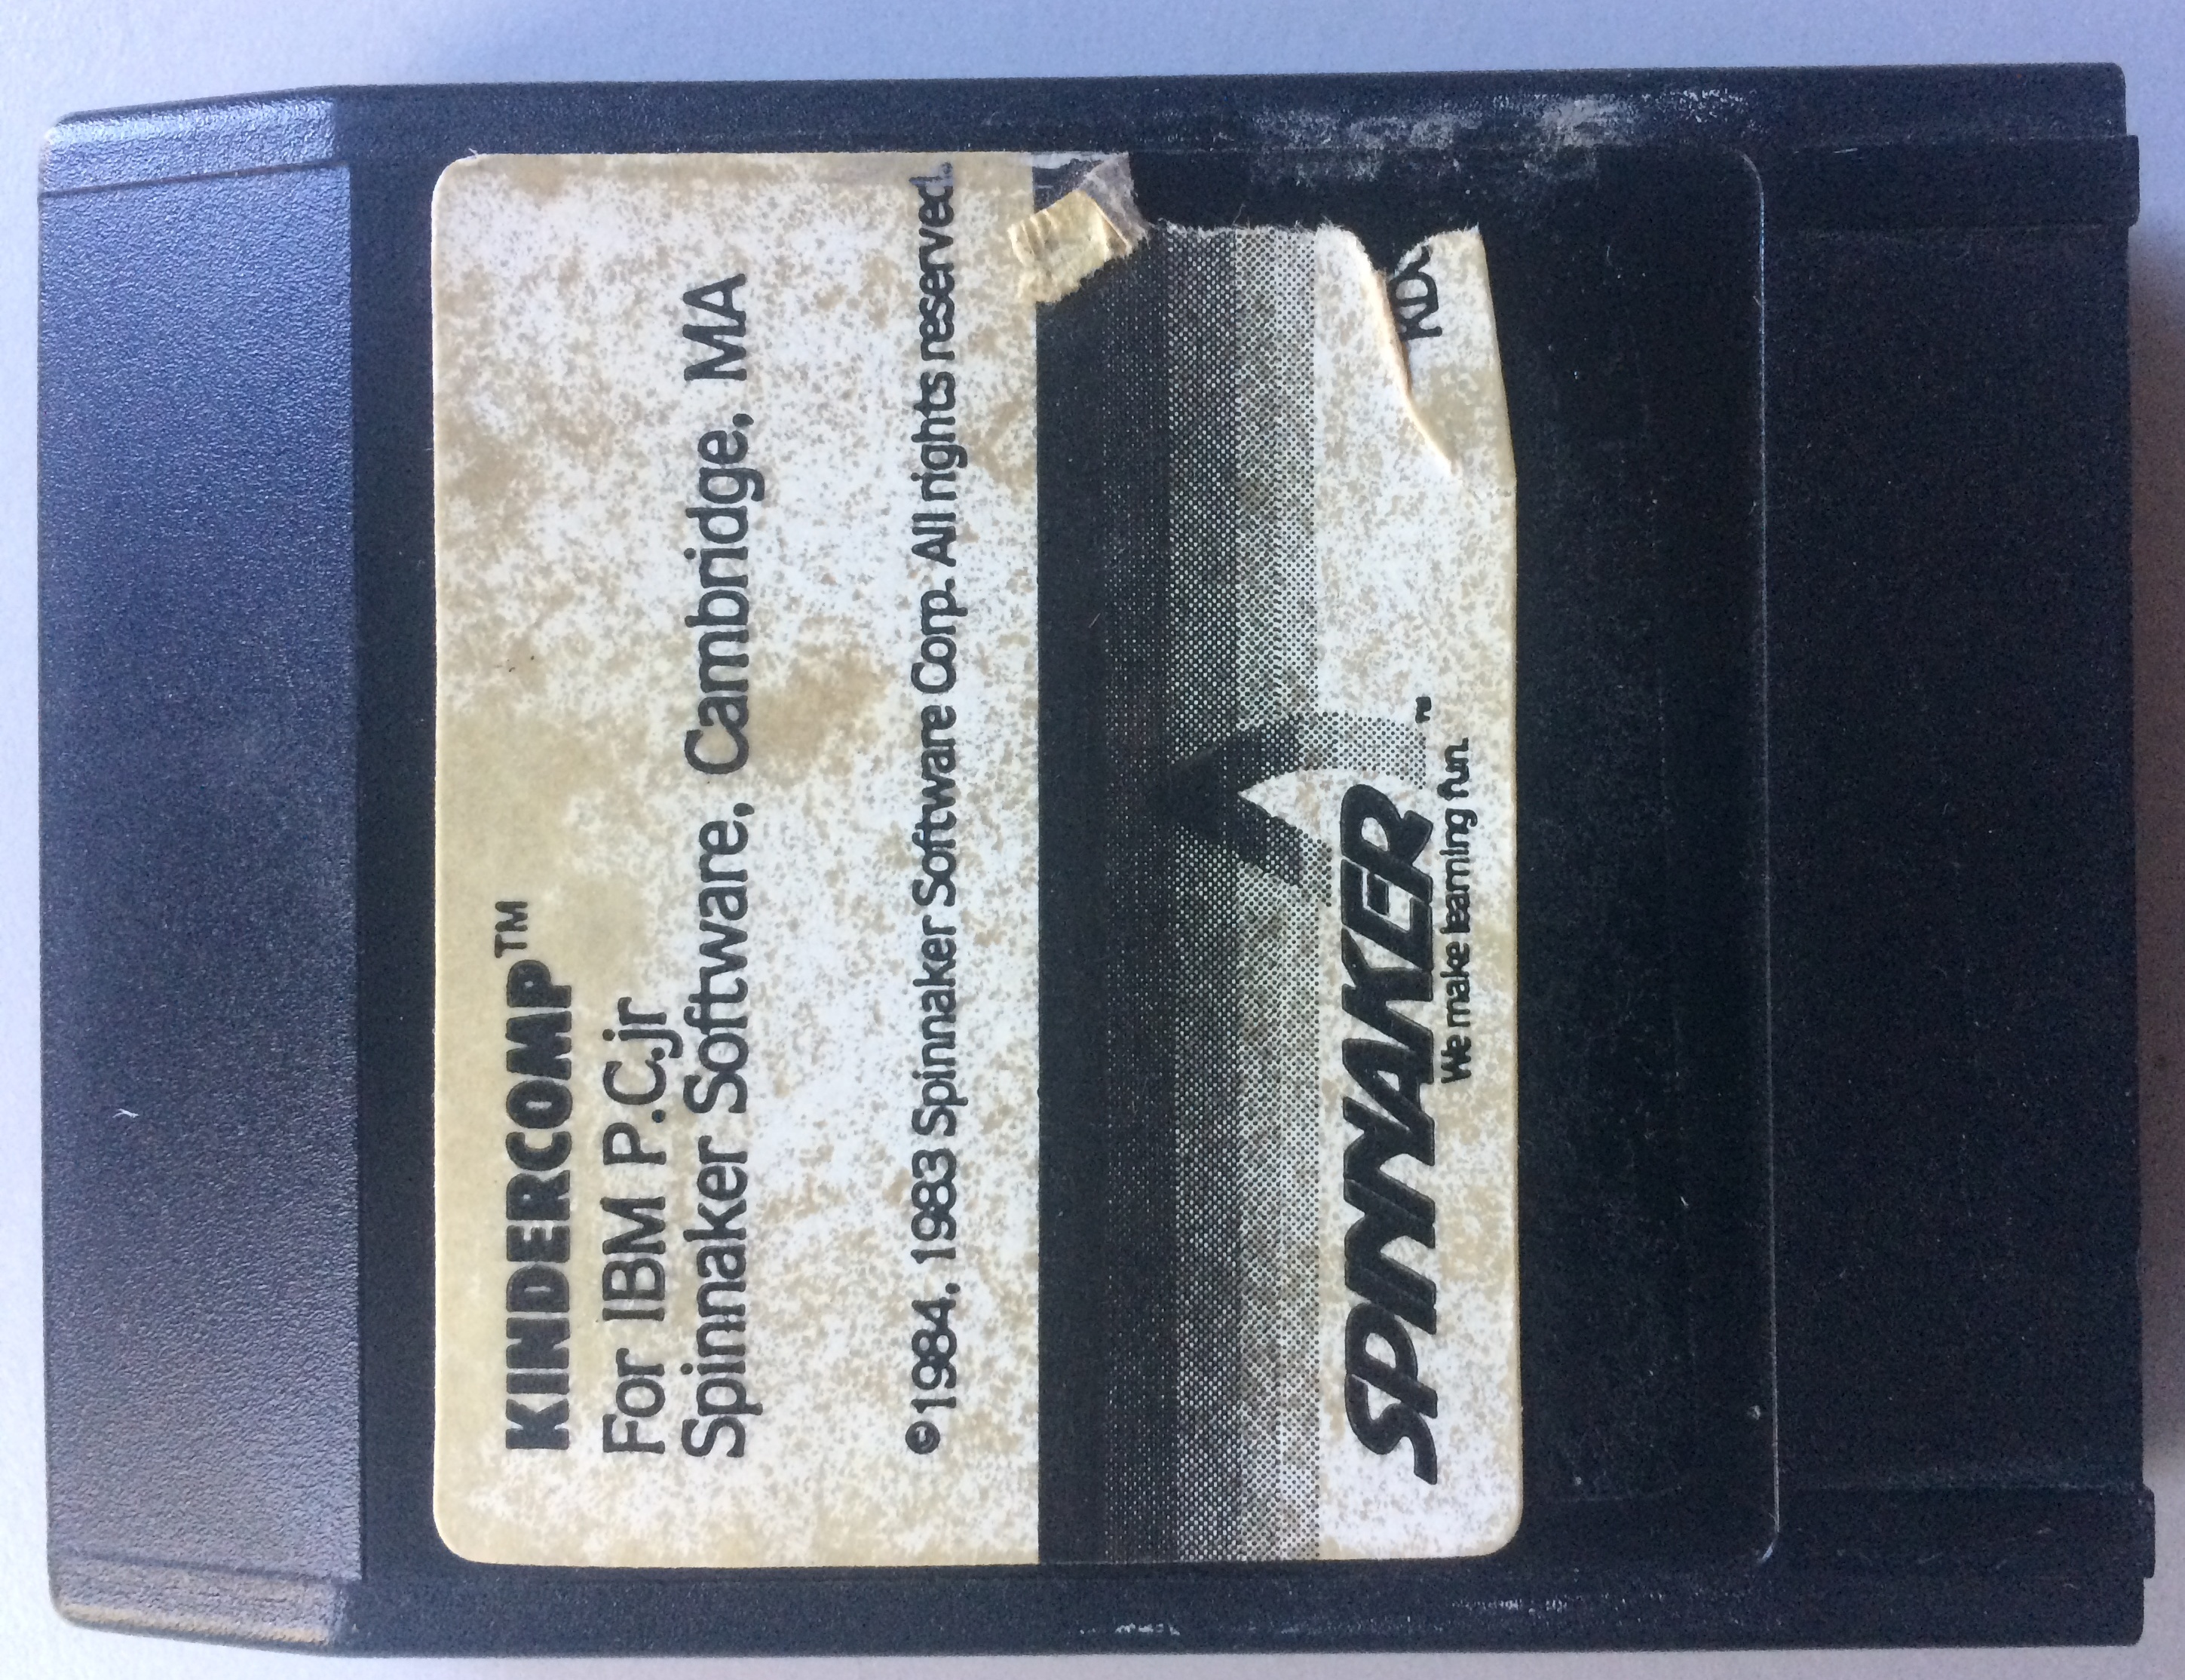 KINDERCOMP™
For IBM P.C.jr
Spinnaker Software, Cambridge, MA
©1984, 1983 Spinnaker Software Corp. All rights reserved.
SPINNAKER™
We make learning fun.